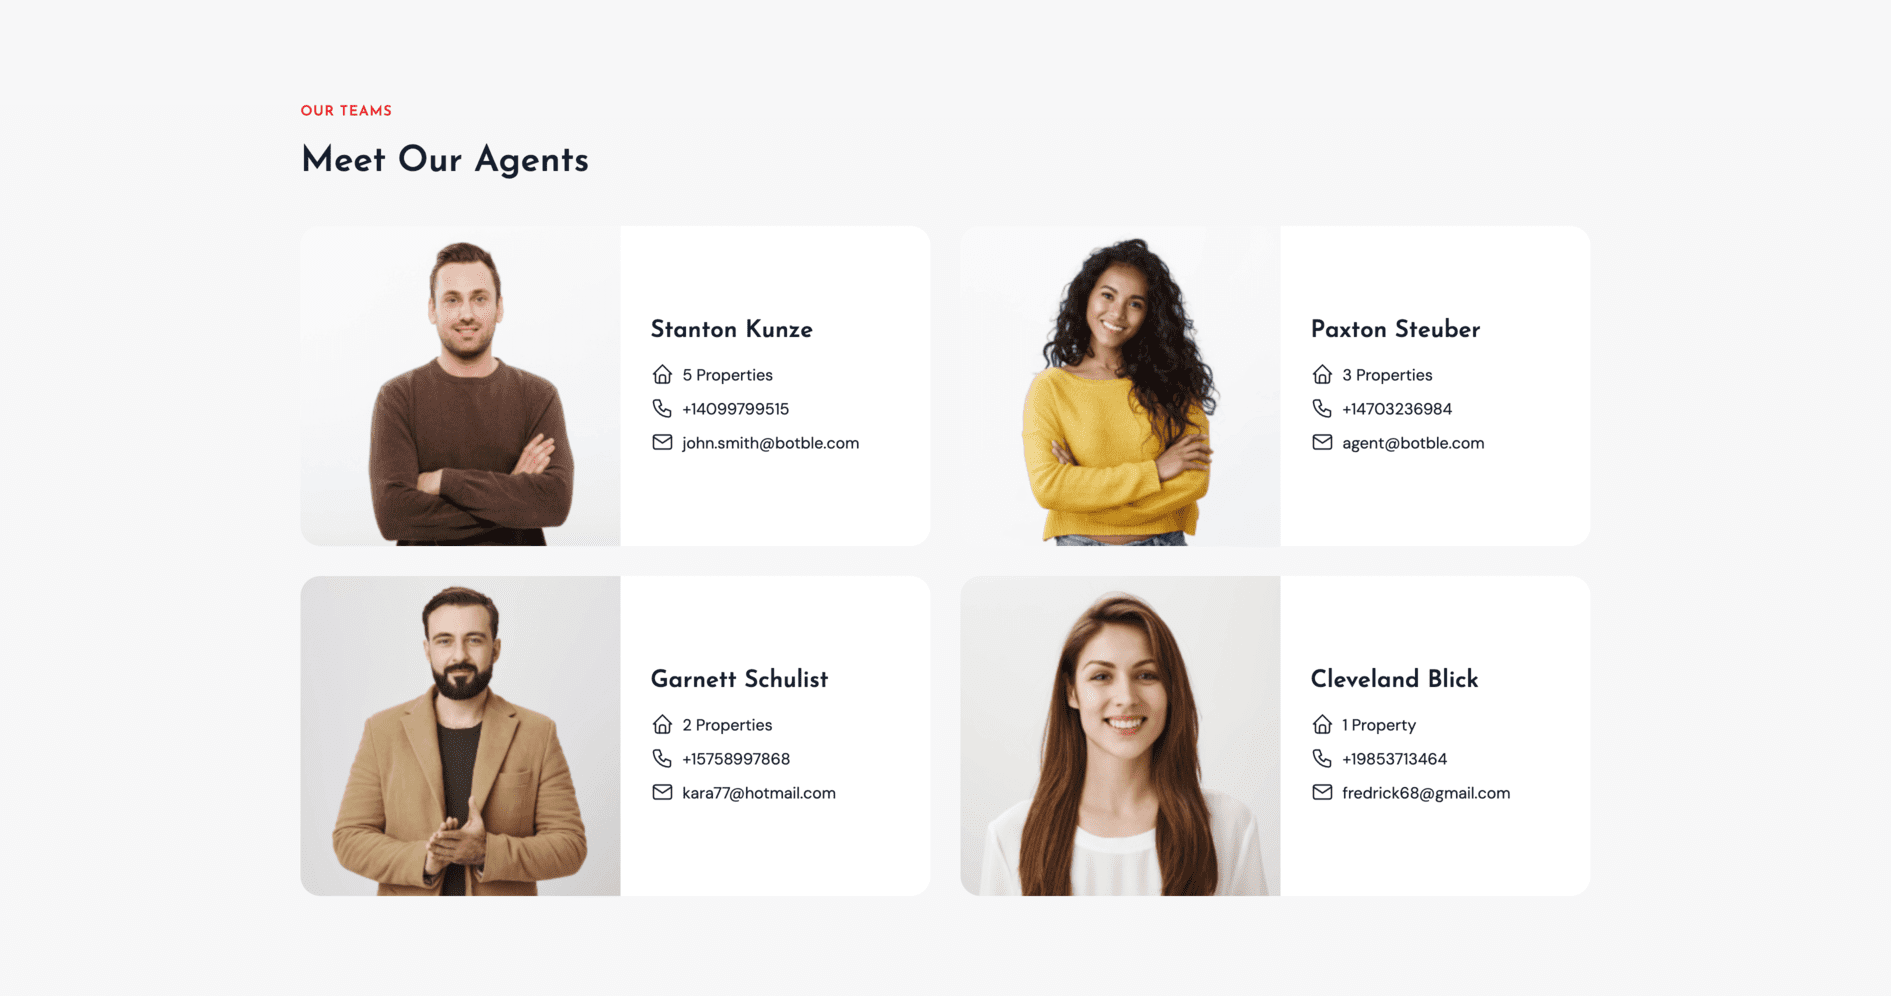 OUR TEAMS
Meet Our Agents
Stanton Kunze
5 Properties
+14099799515
john.smith@botble.com
Paxton Steuber
3 Properties
+14703236984
agent@botble.com
Garnett Schulist
2 Properties
+15758997868
kara77@hotmail.com
Cleveland Blick
1 Property
+19853713464
fredrick68@gmail.com